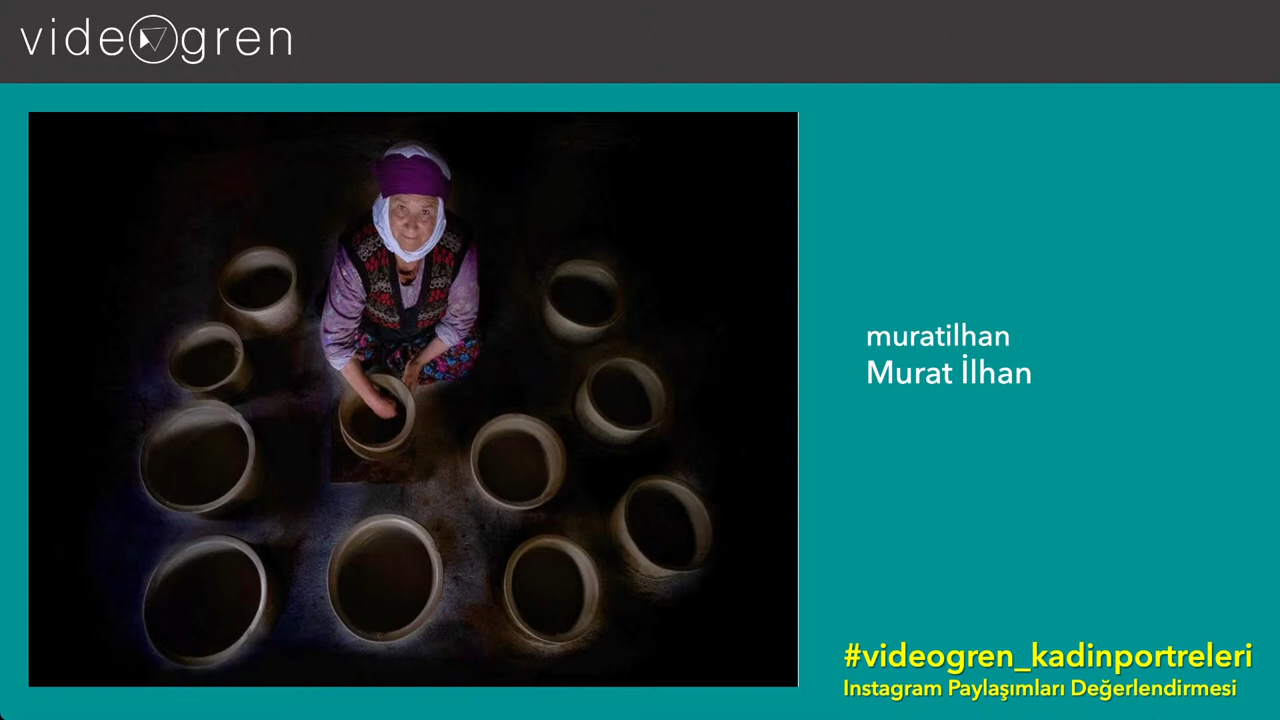 videogren
muratilhan
Murat İlhan
#videogren_kadinportreleri
Instagram Paylaşımları Değerlendirmesi